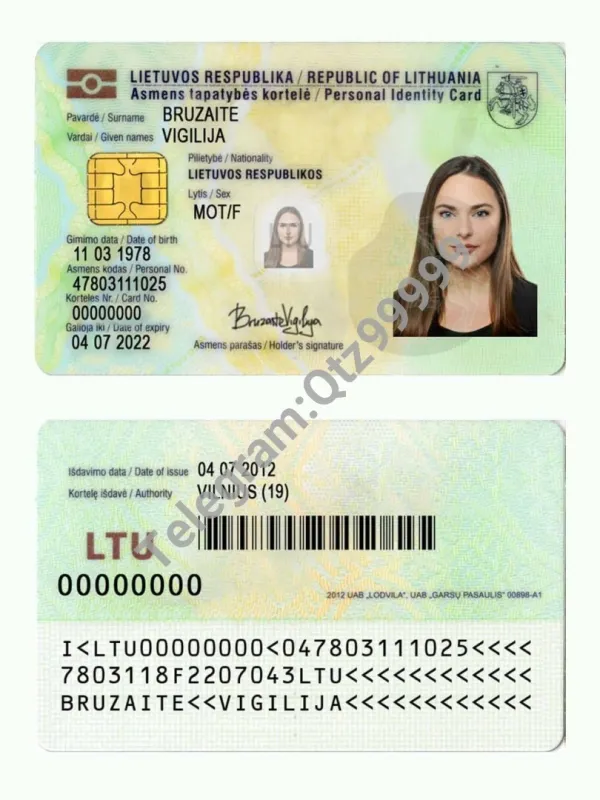 LIETUVOS RESPUBLIKA / REPUBLIC OF LITHUANIA
Asmens tapatybės kortelė / Personal Identity Card
Pavardė / Surname BRUZAITE
Vardai / Given names VIGILIJA
Pilietybė / Nationality
LIETUVOS RESPUBLIKOS
Lytis / Sex
MOT/F
Gimimo data / Date of birth
11 03 1978
Asmens kodas / Personal No.
47803111025
Kortelės Nr. / Card No.
00000000
Galioja iki / Date of expiry
04 07 2022
BruzaiteVigilija
Asmens parašas / Holder's signature
Telegram:Qtz99999
Išdavimo data / Date of issue 04 07 2012
Kortelę išdavė / Authority VILNIUS (19)
LTU
00000000
2012 UAB „LODVILA", UAB „GARSŲ PASAULIS" 00898-A1
I<LTU00000000<047803111025<<<<
7803118F2207043LTU<<<<<<<<<<<<
BRUZAITE<<VIGILIJA<<<<<<<<<<<<